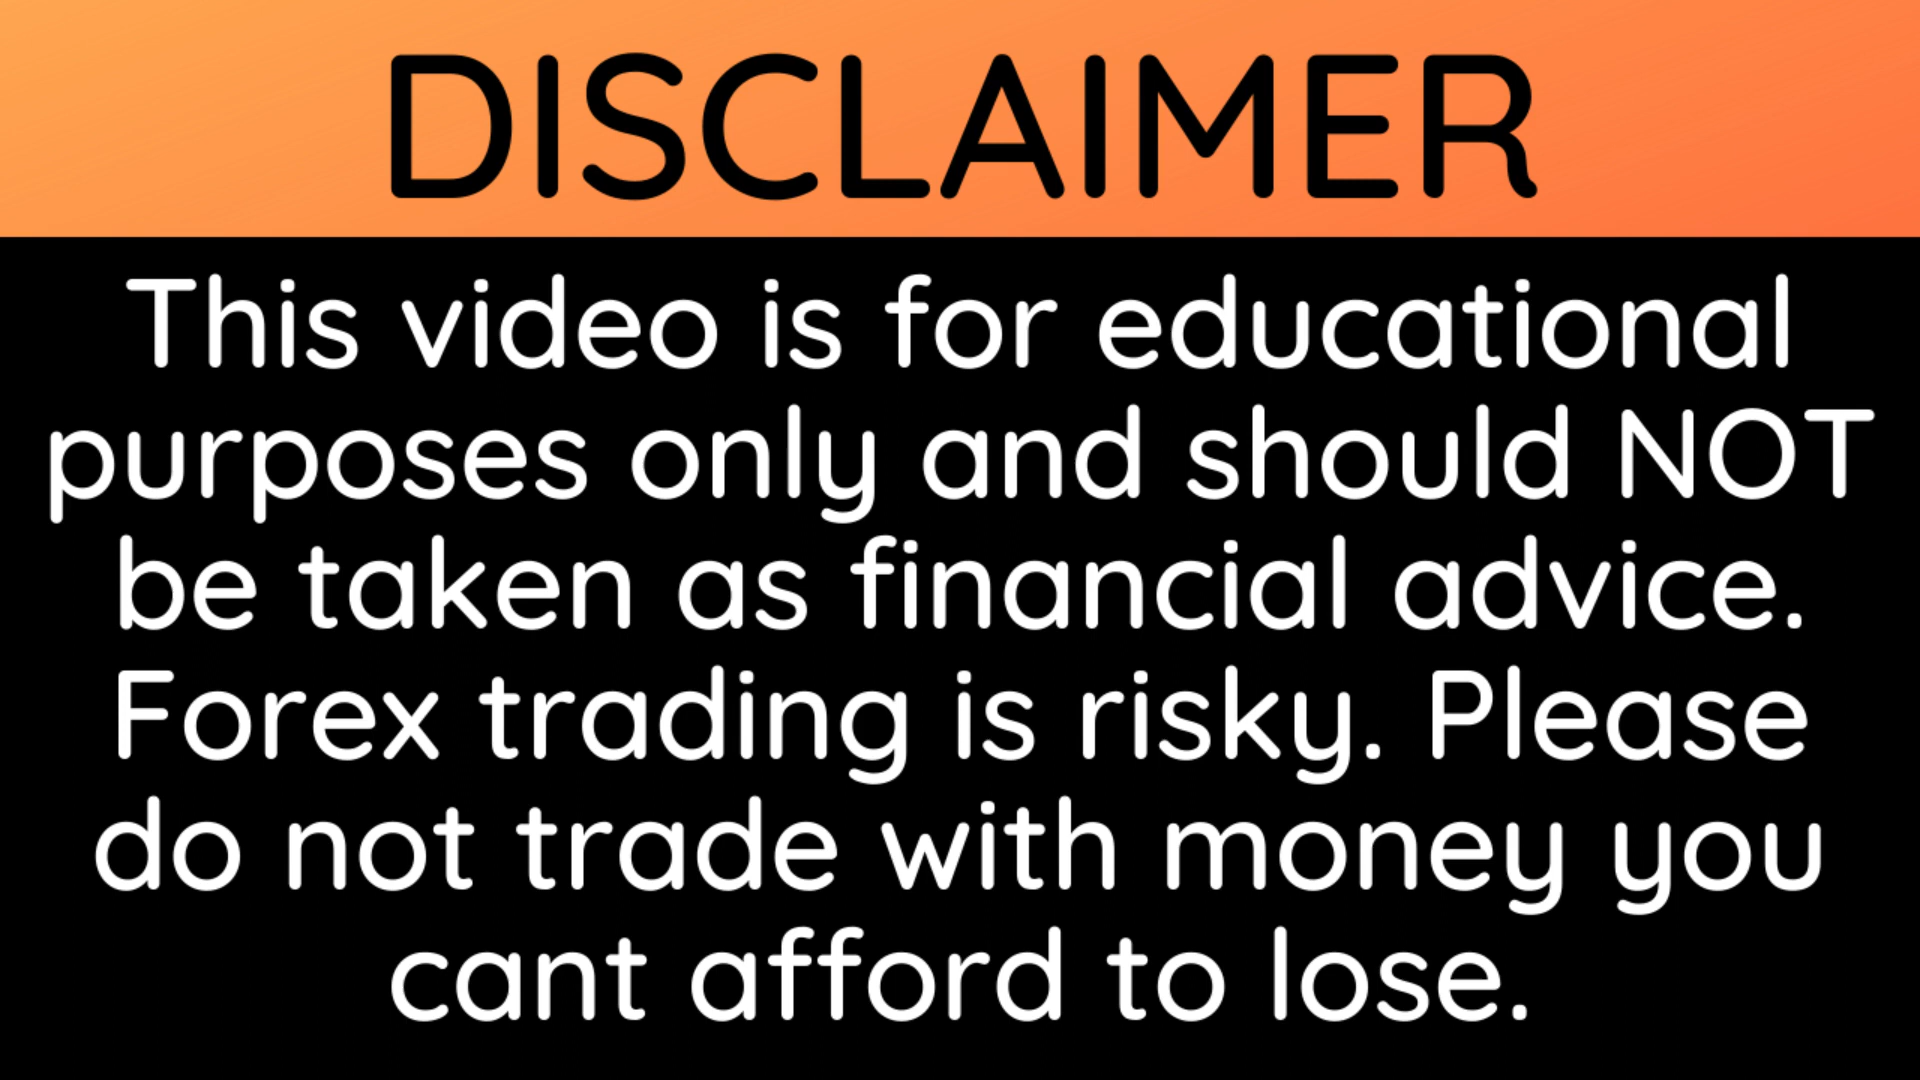 DISCLAIMER
This video is for educational
purposes only and should NOT
be taken as financial advice.
Forex trading is risky. Please
do not trade with money you
cant afford to lose.